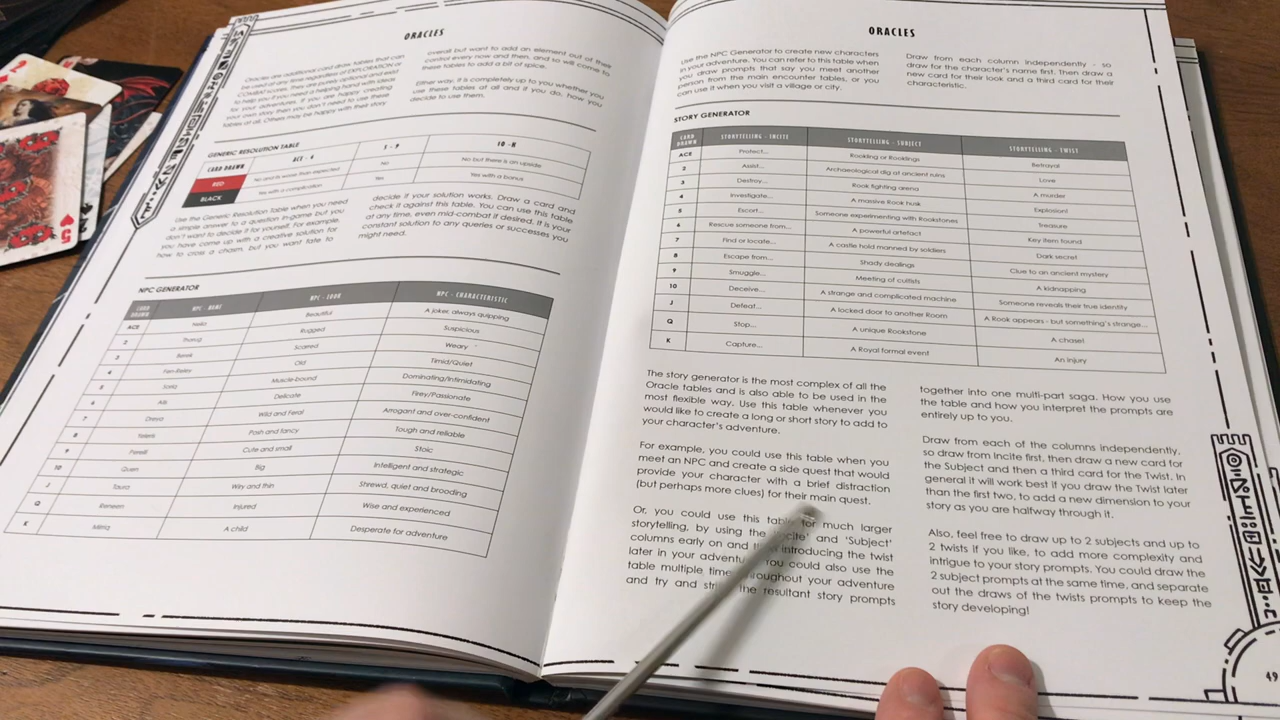 ORACLES
Oracles are additional card draw tables that can
be used at any time regardless of EXPLORATION or
COMBAT scores. They are purely optional and exist
to help you if you need a helping hand with ideas
for your adventures. If you are happy creating
your own story then you don't need to use these
tables at all. Others may be happy with their story
overall but want to add an element out of their
control every now and then, and so will come to
these tables to add a bit of spice.
Either way, it is completely up to you whether you
use these tables at all and if you do, how you
decide to use them.
GENERIC RESOLUTION TABLE
CARD DRAWN ACE - 4 5 - 9 10 - K
RED No and its worse than expected No No but there is an upside
BLACK Yes with a complication Yes Yes with a bonus
Use the Generic Resolution Table when you need
a simple answer to a question in-game but you
don't want to decide it for yourself. For example,
you have come up with a creative solution for
how to cross a chasm, but you want fate to
decide if your solution works. Draw a card and
check it against this table. You can use this table
at any time, even mid-combat if desired. It is your
constant solution to any queries or successes you
might need.
NPC GENERATOR
CARD DRAWN NPC - NAME NPC - LOOK NPC - CHARACTERISTIC
ACE Beautiful A joker, always quipping
2 Rugged Suspicious
3 Scarred Weary
4 Fen-Reley Old Timid/Quiet
5 Soriq Muscle-bound Dominating/Intimidating
6 Delicate Firey/Passionate
7 Dreya Wild and Feral Arrogant and over-confident
8 Posh and fancy Tough and reliable
9 Cute and small Stoic
10 Quen Big Intelligent and strategic
J Taura Wiry and thin Shrewd, quiet and brooding
Q Reneen Injured Wise and experienced
K A child Desperate for adventure
ORACLES
Use the NPC Generator to create new characters
in your adventure. You can refer to this table when
you draw prompts that say you meet another
person from the main encounter tables, or you
can use it when you visit a village or city.
Draw from each column independently - so
draw for the character's name first. Then draw a
new card for their look and a third card for their
characteristic.
STORY GENERATOR
CARD DRAWN STORYTELLING - INCITE STORYTELLING - SUBJECT STORYTELLING - TWIST
ACE Protect... Rookling or Rooklings Betrayal
2 Assist... Archaeological dig at ancient ruins Love
3 Destroy... Rook fighting arena A murder
4 Investigate... A massive Rook husk Explosion!
5 Escort... Someone experimenting with Rookstones Treasure
6 Rescue someone from... A powerful artefact Key item found
7 Find or locate... A castle hold manned by soldiers Dark secret
8 Escape from... Shady dealings Clue to an ancient mystery
9 Smuggle... Meeting of cultists A kidnapping
10 Deceive... A strange and complicated machine Someone reveals their true identity
J Defeat... A locked door to another Room A Rook appears - but something's strange...
Q Stop... A unique Rookstone A chase!
K Capture... A Royal formal event An injury
The story generator is the most complex of all the
Oracle tables and is also able to be used in the
most flexible way. Use this table whenever you
would like to create a long or short story to add to
your character's adventure.
For example, you could use this table when you
meet an NPC and create a side quest that would
provide your character with a brief distraction
(but perhaps more clues) for their main quest.
Or, you could use this table for much larger
storytelling, by using the 'Incite' and 'Subject'
columns early on and introducing the twist
later in your adventure. You could also use the
table multiple times throughout your adventure
and try and the resultant story prompts
together into one multi-part saga. How you use
the table and how you interpret the prompts are
entirely up to you.
Draw from each of the columns independently,
so draw from Incite first, then draw a new card for
the Subject and then a third card for the Twist. In
general it will work best if you draw the Twist later
than the first two, to add a new dimension to your
story as you are halfway through it.
Also, feel free to draw up to 2 subjects and up to
2 twists if you like, to add more complexity and
intrigue to your story prompts. You could draw the
2 subject prompts at the same time, and separate
out the draws of the twists prompts to keep the
story developing!
49
5